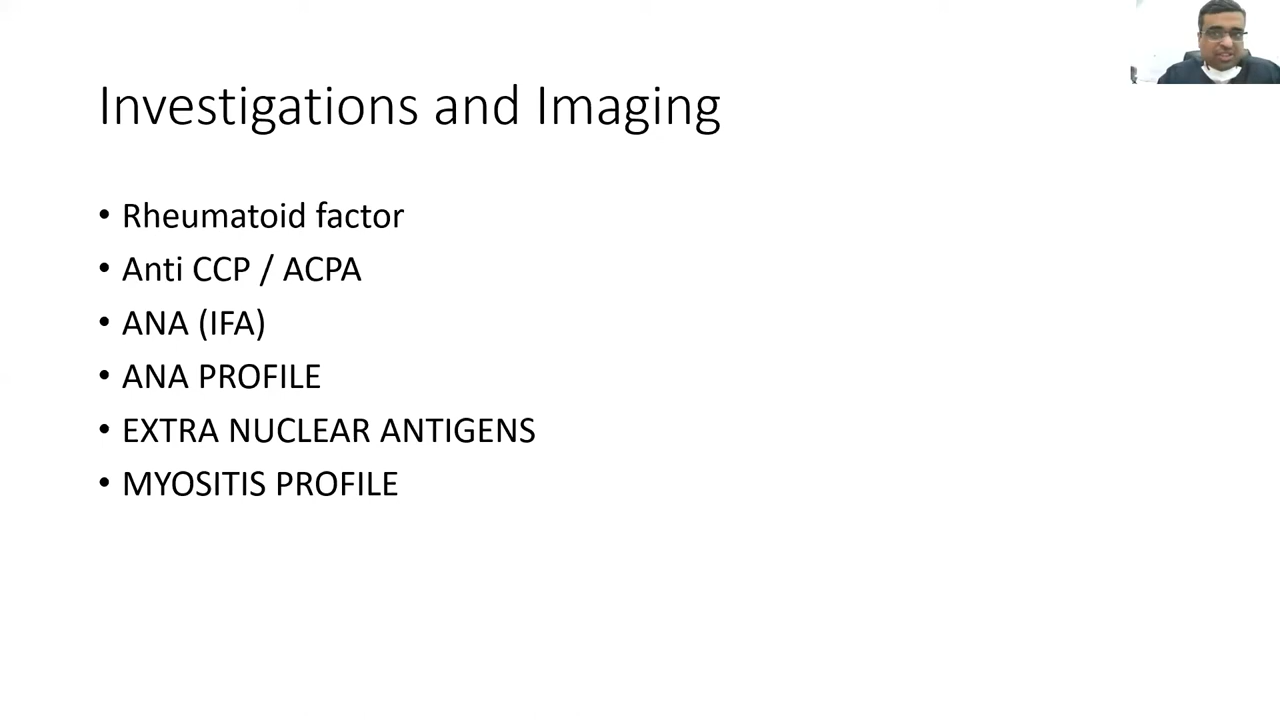 Investigations and Imaging
• Rheumatoid factor
• Anti CCP / ACPA
• ANA (IFA)
• ANA PROFILE
• EXTRA NUCLEAR ANTIGENS
• MYOSITIS PROFILE